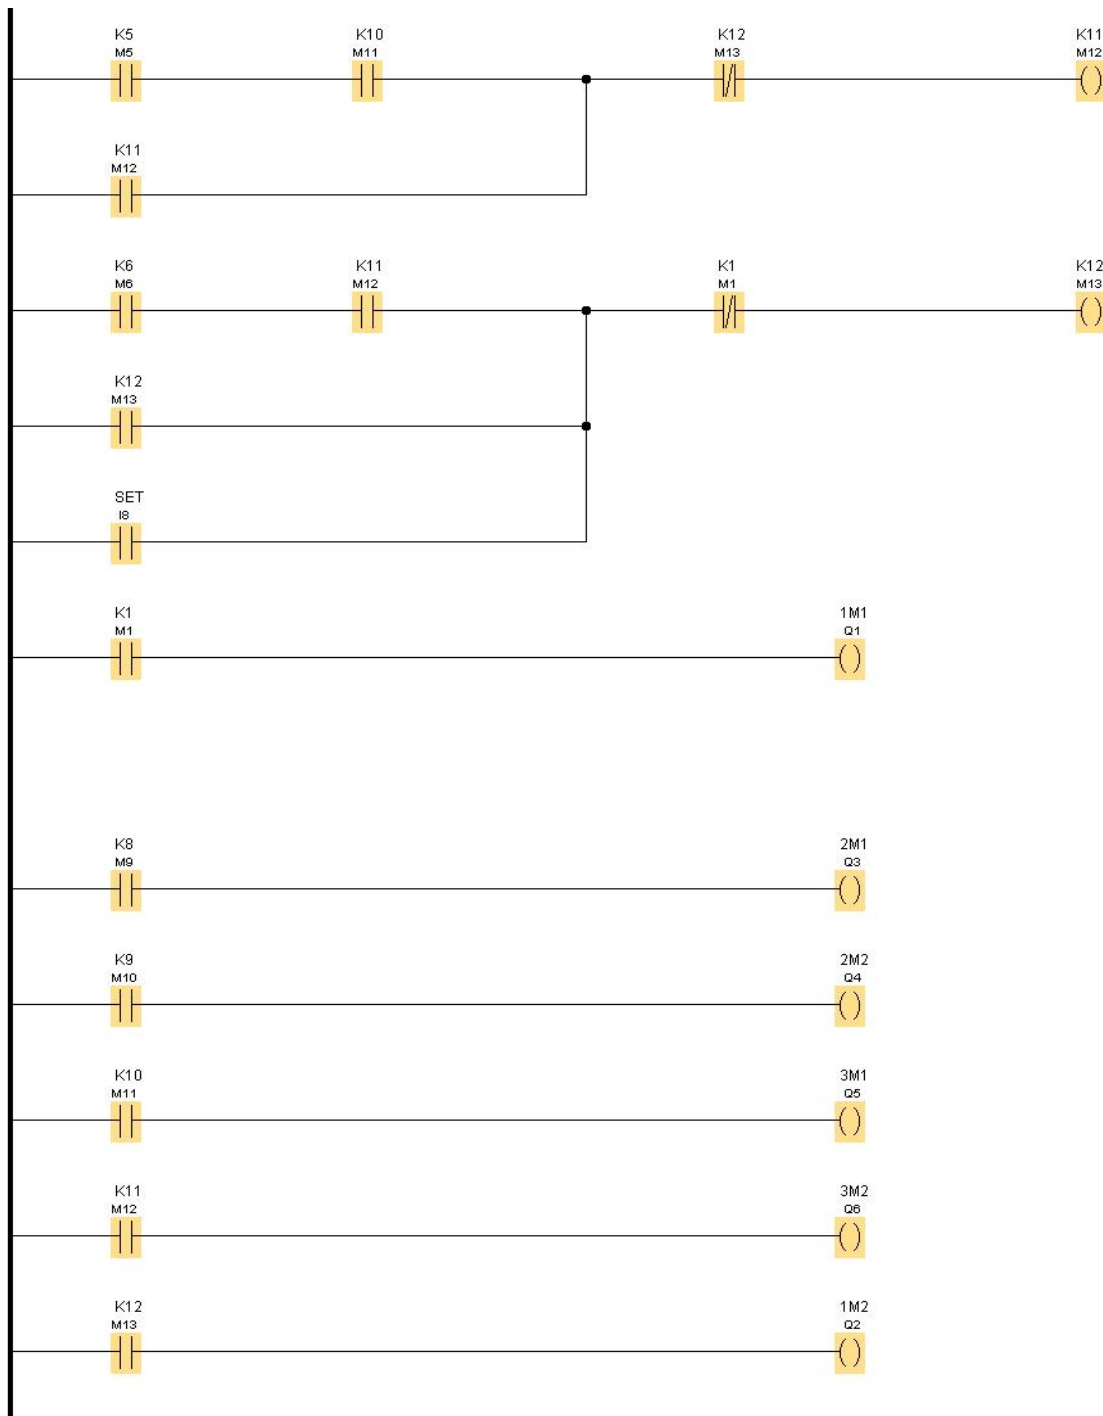 K5 K10 K12 K11
M5 M11 M13 M12
K11
M12
K6 K11 K1 K12
M6 M12 M1 M13
K12
M13
SET
I8
K1 1M1
M1 Q1
K8 2M1
M9 Q3
K9 2M2
M10 Q4
K10 3M1
M11 Q5
K11 3M2
M12 Q6
K12 1M2
M13 Q2